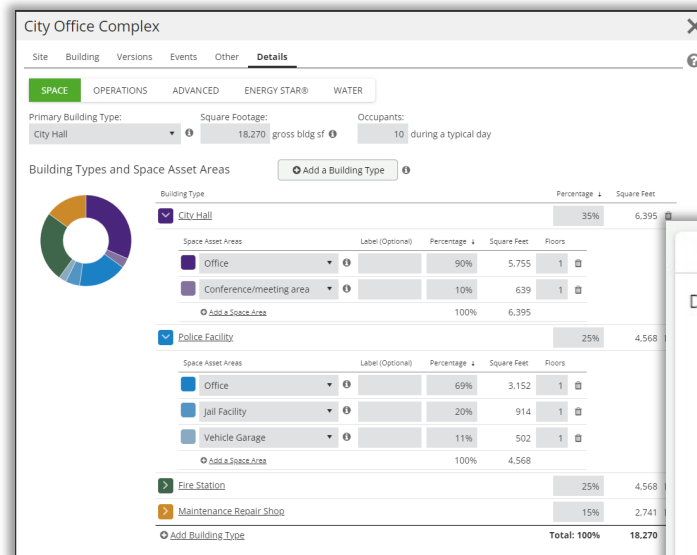 City Office Complex
Site Building Versions Events Other Details
SPACE OPERATIONS ADVANCED ENERGY STAR® WATER
Primary Building Type: Square Footage: Occupants:
City Hall 18,270 gross bldg sf 10 during a typical day
Building Types and Space Asset Areas Add a Building Type
Building Type Percentage ↓ Square Feet
City Hall 35% 6,395
Space Asset Areas Label (Optional) Percentage ↓ Square Feet Floors
Office 90% 5,755 1
Conference/meeting area 10% 639 1
Add a Space Area 100% 6,395
Police Facility 25% 4,568
Space Asset Areas Label (Optional) Percentage ↓ Square Feet Floors
Office 69% 3,152 1
Jail Facility 20% 914 1
Vehicle Garage 11% 502 1
Add a Space Area 100% 4,568
Fire Station 25% 4,568
Maintenance Repair Shop 15% 2,741
Add Building Type Total: 100% 18,270